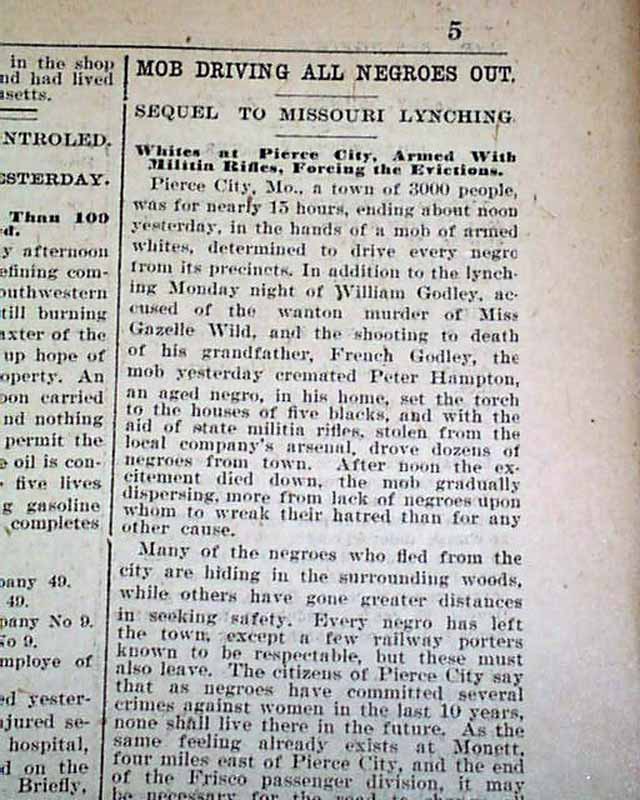 5
in the shop
nd had lived
asetts.
NTROLED.
ESTERDAY.
Than 100
d.
y afternoon
efining com-
outhwestern
till burning
axter of the
up hope of
operty. An
oon carried
nd nothing
permit the
e oil is con-
five lives
g gasoline
completes
pany 49.
49.
pany No 9.
No 9.
mploye of
ed yester-
njured se-
hospital,
d on the
Briefly,
MOB DRIVING ALL NEGROES OUT.
SEQUEL TO MISSOURI LYNCHING
Whites at Pierce City, Armed With
Militia Rifles, Forcing the Evictions.
Pierce City, Mo., a town of 3000 people,
was for nearly 15 hours, ending about noon
yesterday, in the hands of a mob of armed
whites, determined to drive every negro
from its precincts. In addition to the lynch-
ing Monday night of William Godley, ac-
cused of the wanton murder of Miss
Gazelle Wild, and the shooting to death
of his grandfather, French Godley, the
mob yesterday cremated Peter Hampton,
an aged negro, in his home, set the torch
to the houses of five blacks, and with the
aid of state militia rifles, stolen from the
local company's arsenal, drove dozens of
negroes from town. After noon the ex-
citement died down, the mob gradually
dispersing, more from lack of negroes upon
whom to wreak their hatred than for any
other cause.
Many of the negroes who fled from the
city are hiding in the surrounding woods,
while others have gone greater distances
in seeking safety. Every negro has left
the town, except a few railway porters
known to be respectable, but these must
also leave. The citizens of Pierce City say
that as negroes have committed several
crimes against women in the last 10 years,
none shall live there in the future. As the
same feeling already exists at Monett,
four miles east of Pierce City, and the end
of the Frisco passenger division, it may
be necessary for the road to